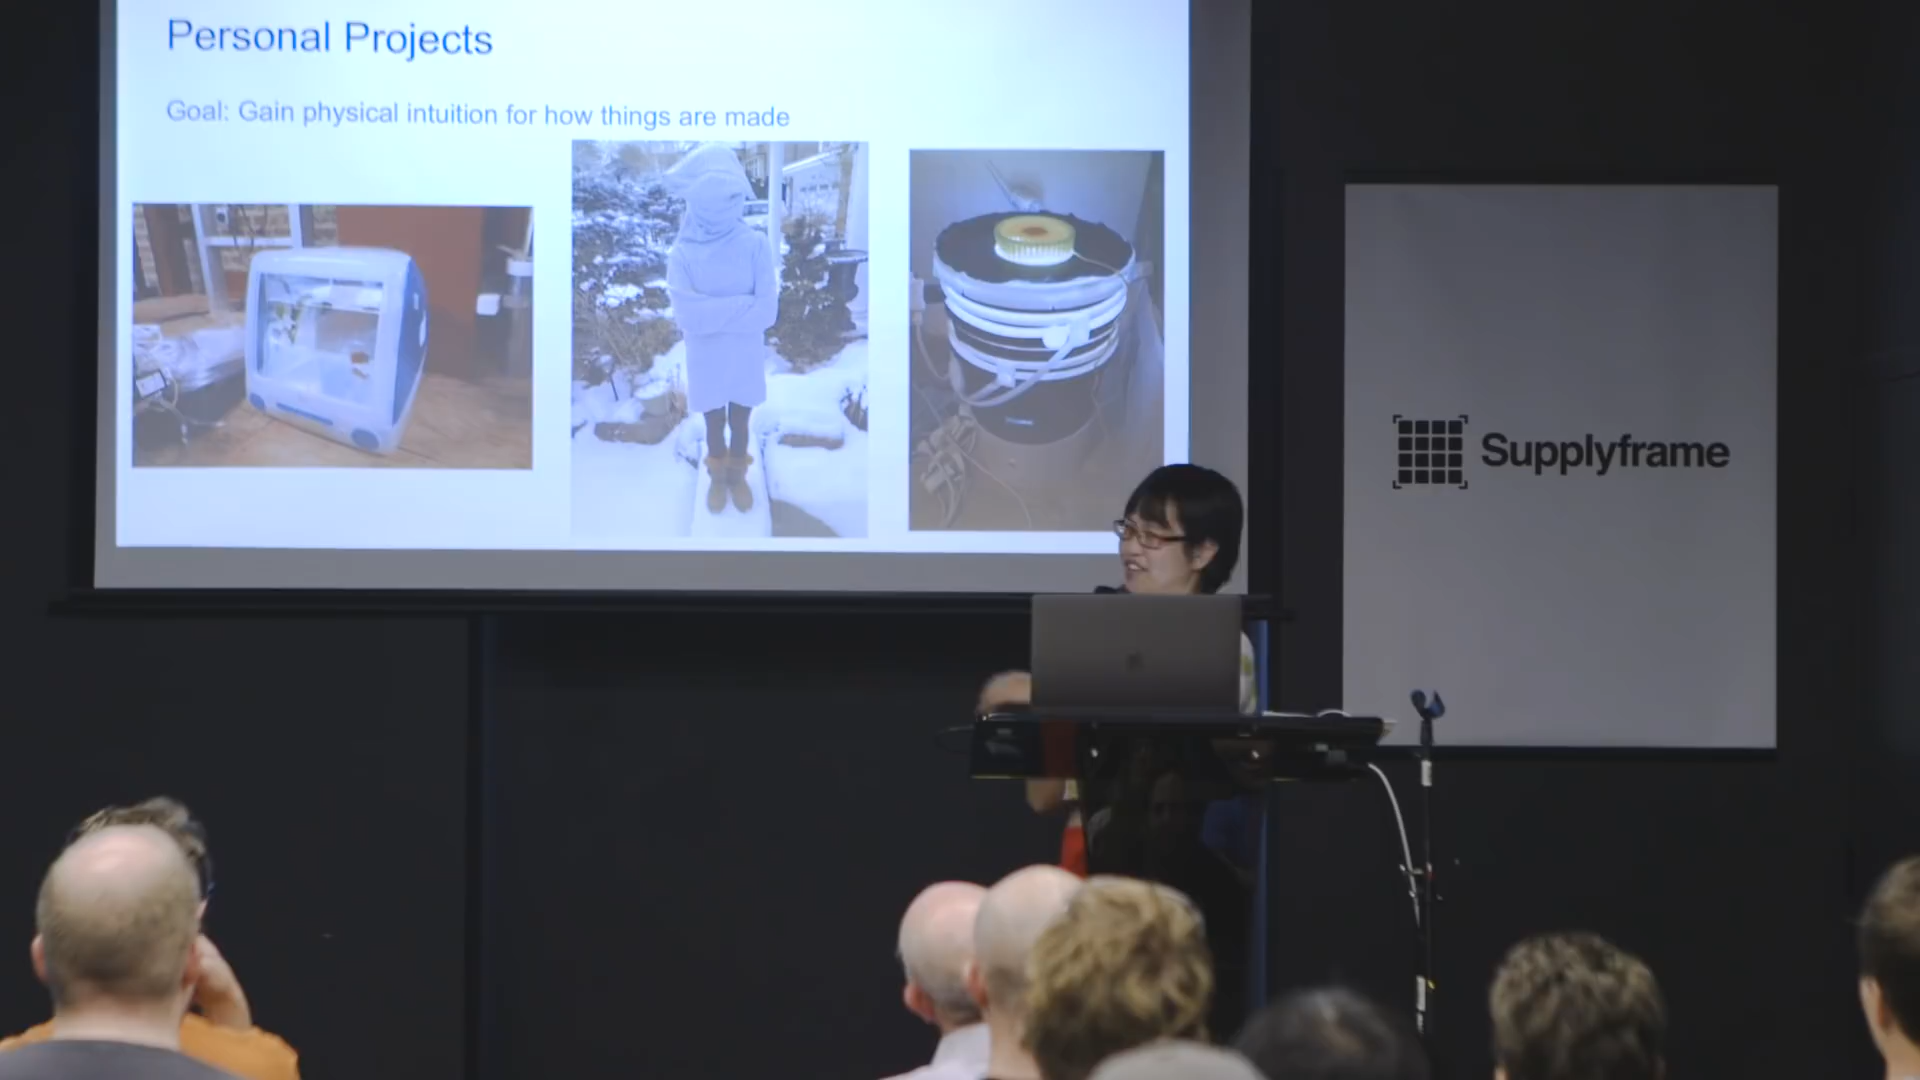 Personal Projects
Goal: Gain physical intuition for how things are made
Supplyframe